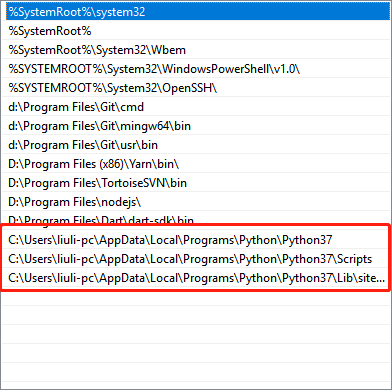 %SystemRoot%\system32
%SystemRoot%
%SystemRoot%\System32\Wbem
%SYSTEMROOT%\System32\WindowsPowerShell\v1.0\
%SYSTEMROOT%\System32\OpenSSH\
d:\Program Files\Git\cmd
d:\Program Files\Git\mingw64\bin
d:\Program Files\Git\usr\bin
D:\Program Files (x86)\Yarn\bin\
D:\Program Files\TortoiseSVN\bin
D:\Program Files\nodejs\
D:\Program Files\Dart\dart-sdk\bin
C:\Users\liuli-pc\AppData\Local\Programs\Python\Python37
C:\Users\liuli-pc\AppData\Local\Programs\Python\Python37\Scripts
C:\Users\liuli-pc\AppData\Local\Programs\Python\Python37\Lib\site...